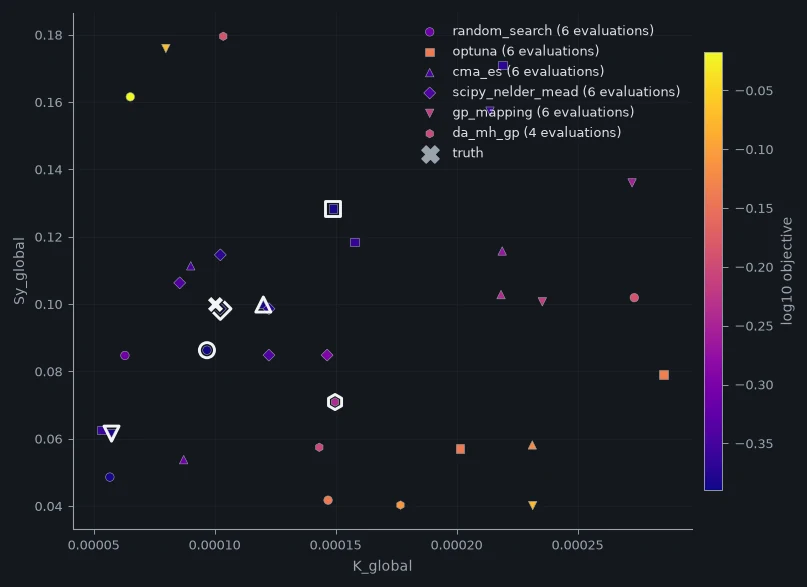 random_search (6 evaluations)
optuna (6 evaluations)
cma_es (6 evaluations)
scipy_nelder_mead (6 evaluations)
gp_mapping (6 evaluations)
da_mh_gp (4 evaluations)
truth
0.18
0.16
0.14
0.12
0.10
0.08
0.06
0.04
Sy_global
0.00005
0.00010
0.00015
0.00020
0.00025
K_global
−0.05
−0.10
−0.15
−0.20
−0.25
−0.30
−0.35
log10 objective